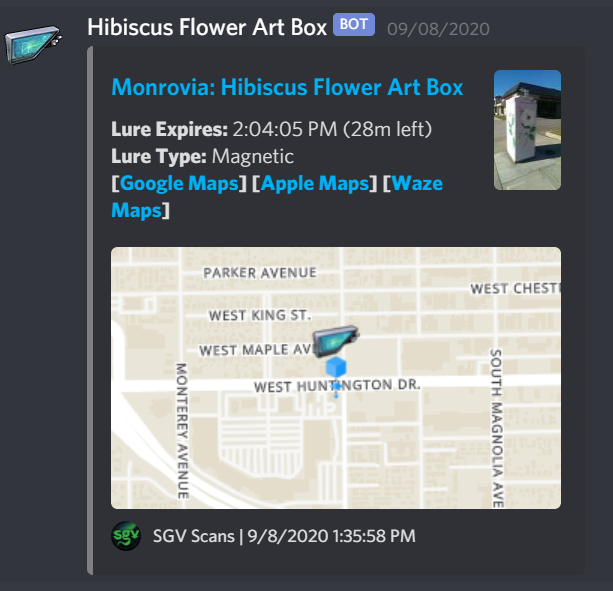 Hibiscus Flower Art Box BOT 09/08/2020
Monrovia: Hibiscus Flower Art Box
Lure Expires: 2:04:05 PM (28m left)
Lure Type: Magnetic
[Google Maps] [Apple Maps] [Waze
Maps]
PARKER AVENUE
WEST CHEST
WEST KING ST.
WEST MAPLE AV
WEST HUNTINGTON DR.
MONTEREY AVENUE
SOUTH MAGNOLIA AVE
sgv
SGV Scans | 9/8/2020 1:35:58 PM